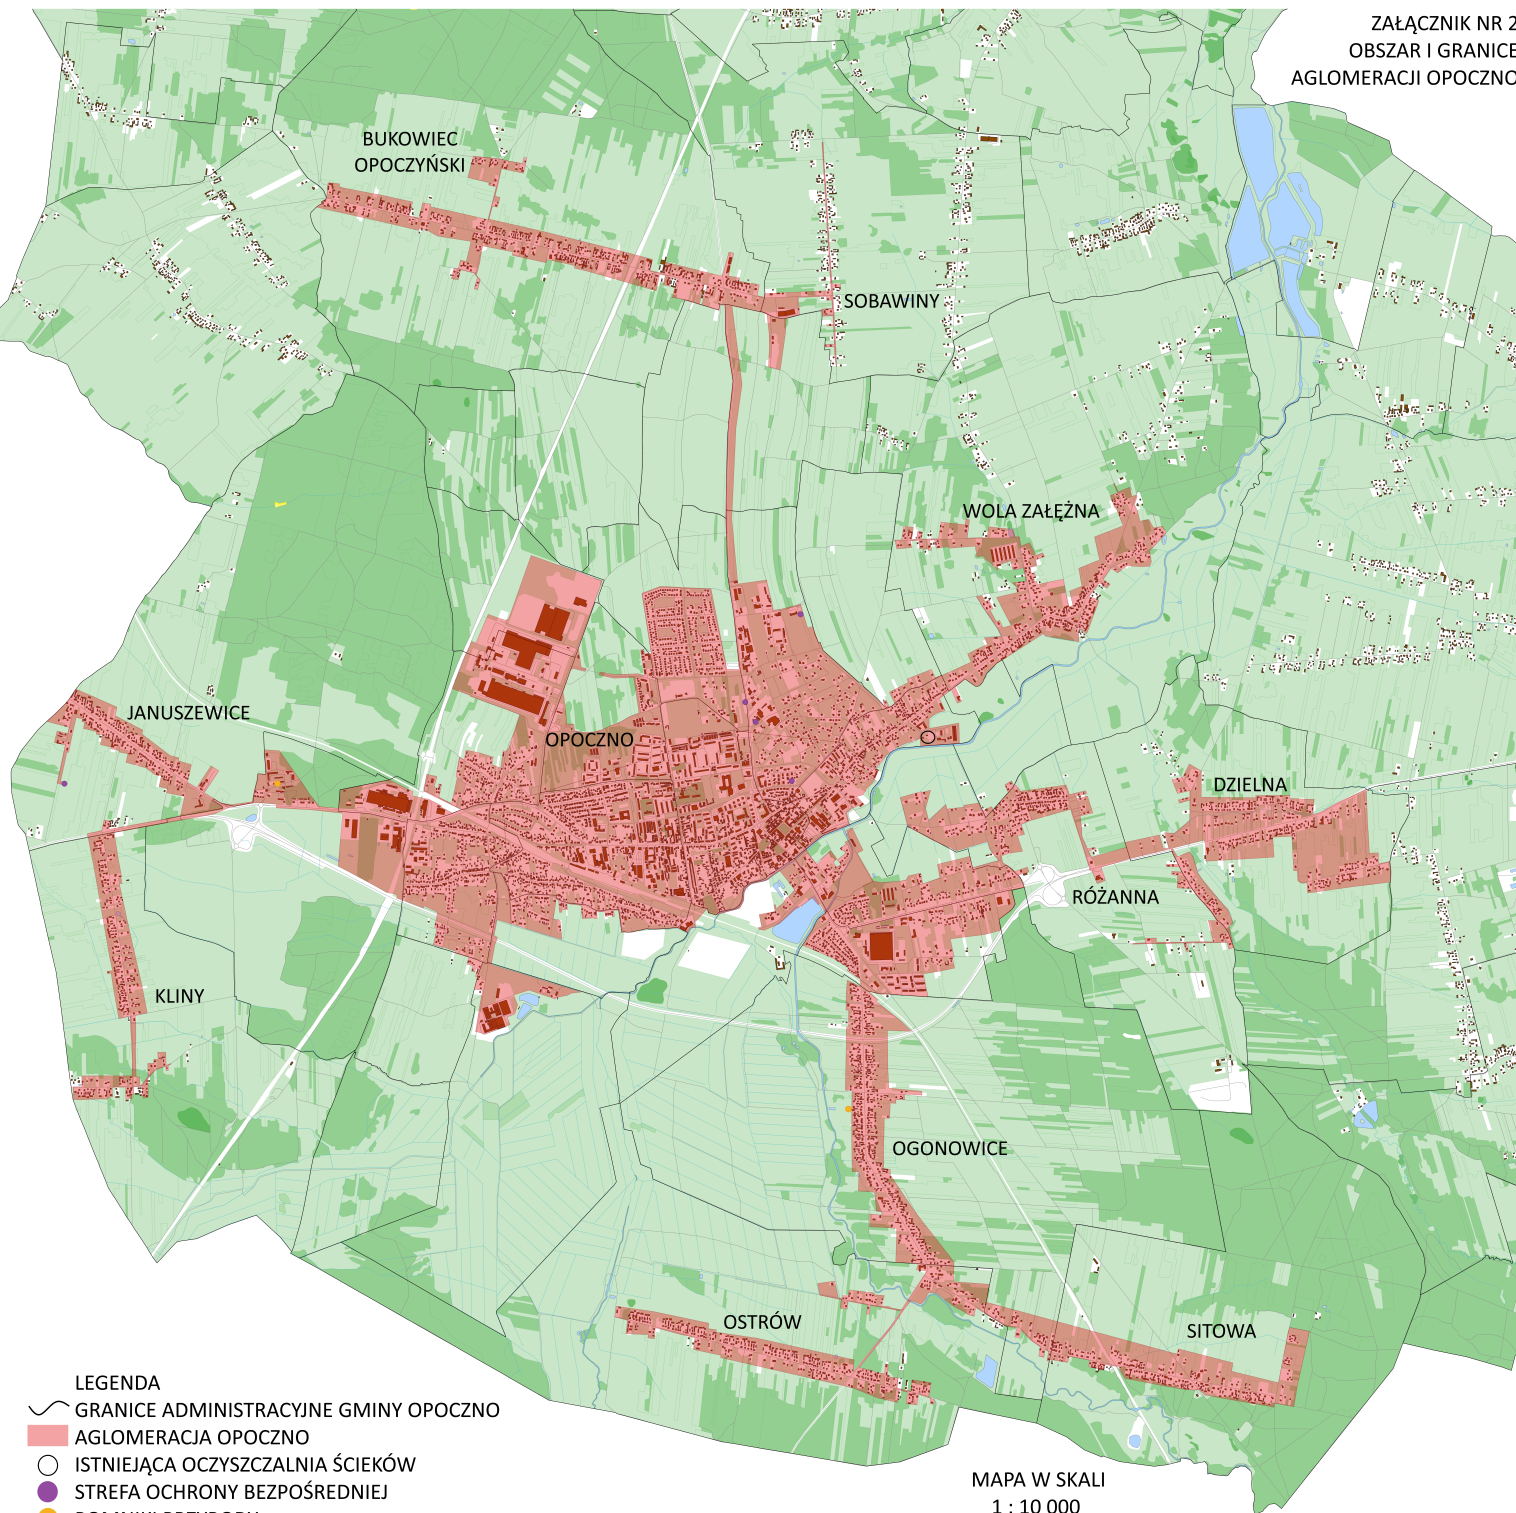 ZAŁĄCZNIK NR 2
OBSZAR I GRANICE
AGLOMERACJI OPOCZNO
BUKOWIEC
OPOCZYŃSKI
SOBAWINY
WOLA ZAŁĘŻNA
JANUSZEWICE
OPOCZNO
DZIELNA
RÓŻANNA
KLINY
OGONOWICE
OSTRÓW
SITOWA
LEGENDA
GRANICE ADMINISTRACYJNE GMINY OPOCZNO
AGLOMERACJA OPOCZNO
ISTNIEJĄCA OCZYSZCZALNIA ŚCIEKÓW
STREFA OCHRONY BEZPOŚREDNIEJ
MAPA W SKALI
1 : 10 000